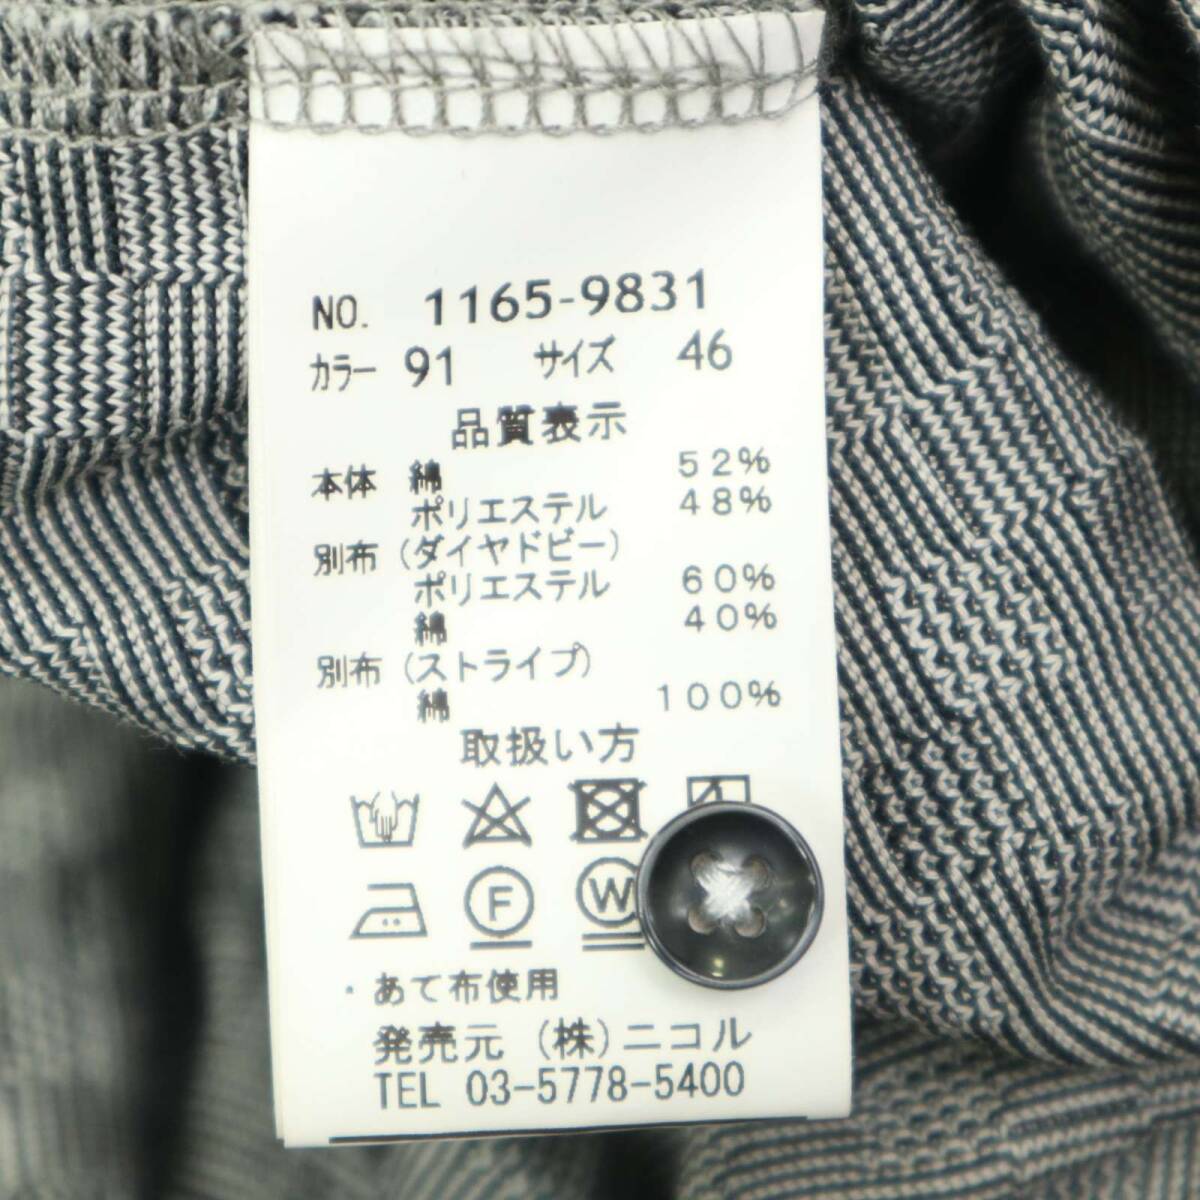 NO. 1165-9831
カラー 91 サイズ 46
品質表示
本体 綿 52%
ポリエステル 48%
別布 (ダイヤドビー)
ポリエステル 60%
綿 40%
別布 (ストライプ)
綿 100%
取扱い方
F W
・あて布使用
発売元 (株)ニコル
TEL 03-5778-5400